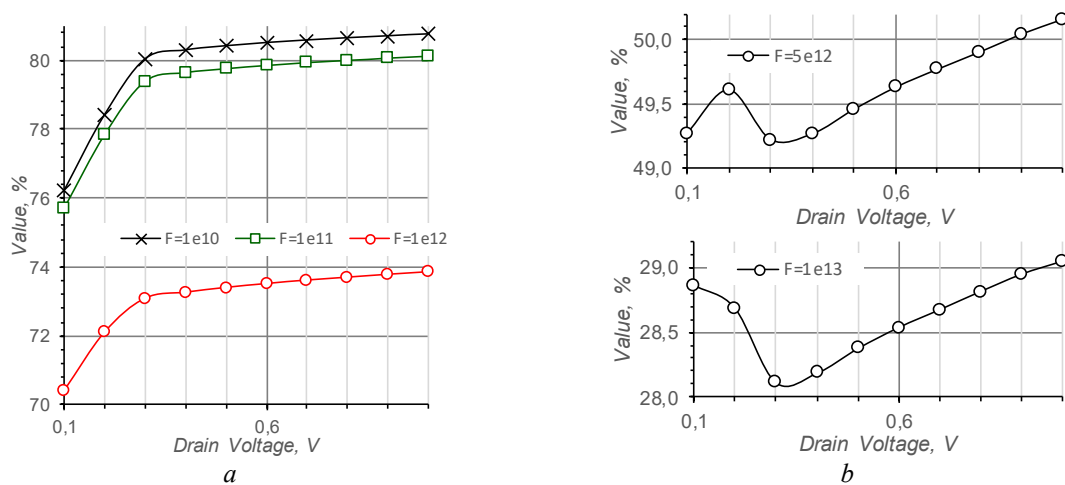 80
78
76
74
72
70
Value, %
F=1e10 F=1e11 F=1e12
0,1 0,6
Drain Voltage, V
a
50,0
49,5
49,0
Value, %
F=5e12
0,1 0,6
Drain Voltage, V
29,0
28,5
28,0
Value, %
F=1e13
0,1 0,6
Drain Voltage, V
b